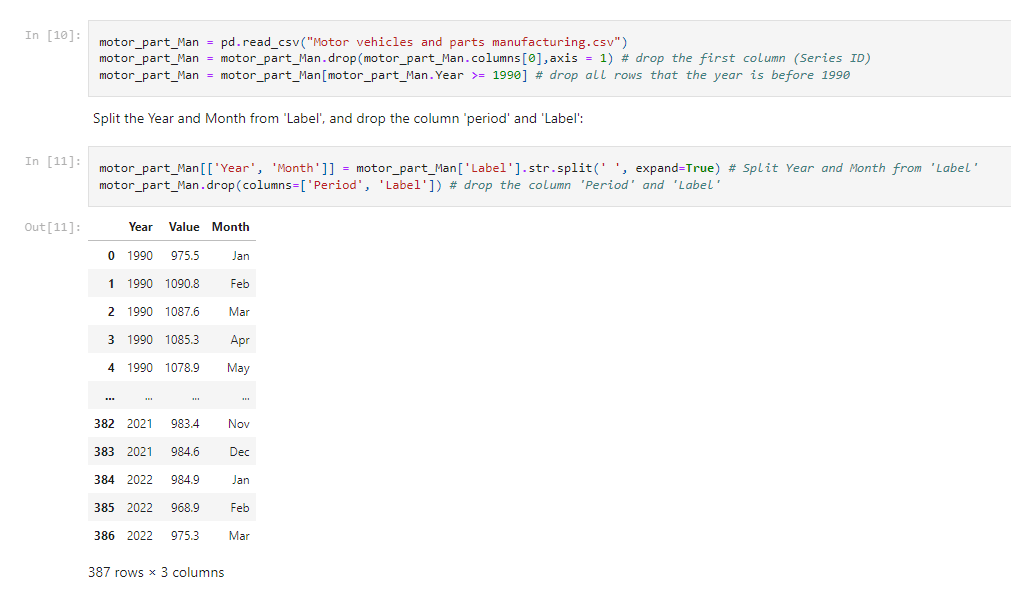 In [10]:
motor_part_Man = pd.read_csv("Motor vehicles and parts manufacturing.csv")
motor_part_Man = motor_part_Man.drop(motor_part_Man.columns[0],axis = 1) # drop the first column (Series ID)
motor_part_Man = motor_part_Man[motor_part_Man.Year >= 1990] # drop all rows that the year is before 1990
Split the Year and Month from 'Label', and drop the column 'period' and 'Label':
In [11]:
motor_part_Man[['Year', 'Month']] = motor_part_Man['Label'].str.split(' ', expand=True) # Split Year and Month from 'Label'
motor_part_Man.drop(columns=['Period', 'Label']) # drop the column 'Period' and 'Label'
Out[11]:
Year Value Month
0 1990 975.5 Jan
1 1990 1090.8 Feb
2 1990 1087.6 Mar
3 1990 1085.3 Apr
4 1990 1078.9 May
... ... ... ...
382 2021 983.4 Nov
383 2021 984.6 Dec
384 2022 984.9 Jan
385 2022 968.9 Feb
386 2022 975.3 Mar
387 rows × 3 columns